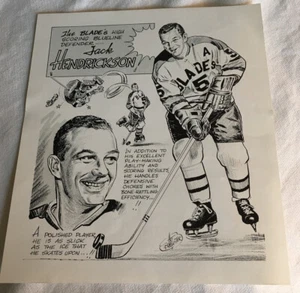 The BLADE'S HIGH
SCORING BLUELINE
DEFENDER
Jack
HENDRICKSON
A
BLADES
5
5
IN ADDITION TO
HIS EXCELLENT
PLAY-MAKING
ABILITY AND
SCORING RESULTS
HE HANDLES
DEFENSIVE
CHORES WITH
BONE RATTLING
EFFICIENCY..!!
A POLISHED PLAYER
HE IS AS SLICK
AS THE ICE THAT
HE SKATES UPON...!!